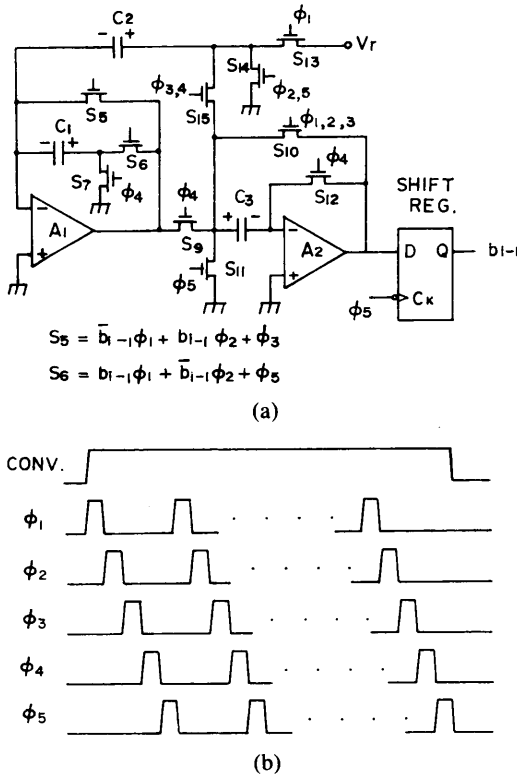 C2
− +
ϕ1
S13
Vr
S14
ϕ2,5
ϕ3,4
S15
S5
ϕ1,2,3
S10
C1
− +
S6
S7
ϕ4
ϕ4
S12
SHIFT
REG.
ϕ4
S9
C3
+ −
−
A1
+
−
A2
+
D Q
bi−1
ϕ5
S11
ϕ5
CK
S5 = b̄i−1ϕ1 + bi−1ϕ2 + ϕ3
S6 = bi−1ϕ1 + b̄i−1ϕ2 + ϕ5
(a)
CONV.
ϕ1
ϕ2
ϕ3
ϕ4
ϕ5
(b)